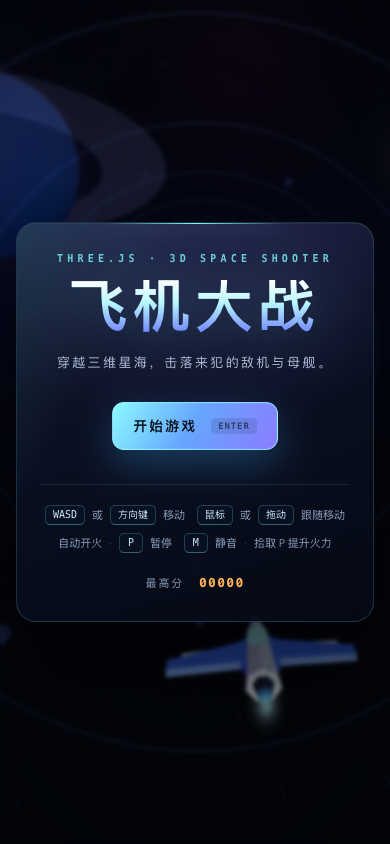 THREE.JS · 3D SPACE SHOOTER
飞机大战
穿越三维星海，击落来犯的敌机与母舰。
开始游戏 ENTER
WASD 或 方向键 移动 鼠标 或 拖动 跟随移动
自动开火 · P 暂停 M 静音 · 拾取 P 提升火力
最高分 00000